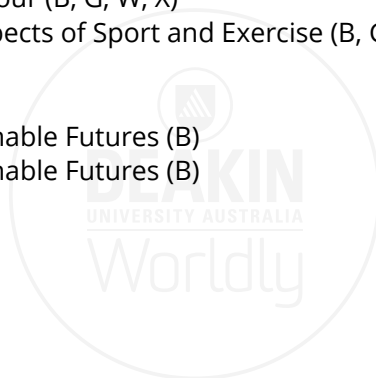 our (B, G, W, X)
pects of Sport and Exercise (B, G
nable Futures (B)
nable Futures (B)
DEAKIN
UNIVERSITY AUSTRALIA
Worldly